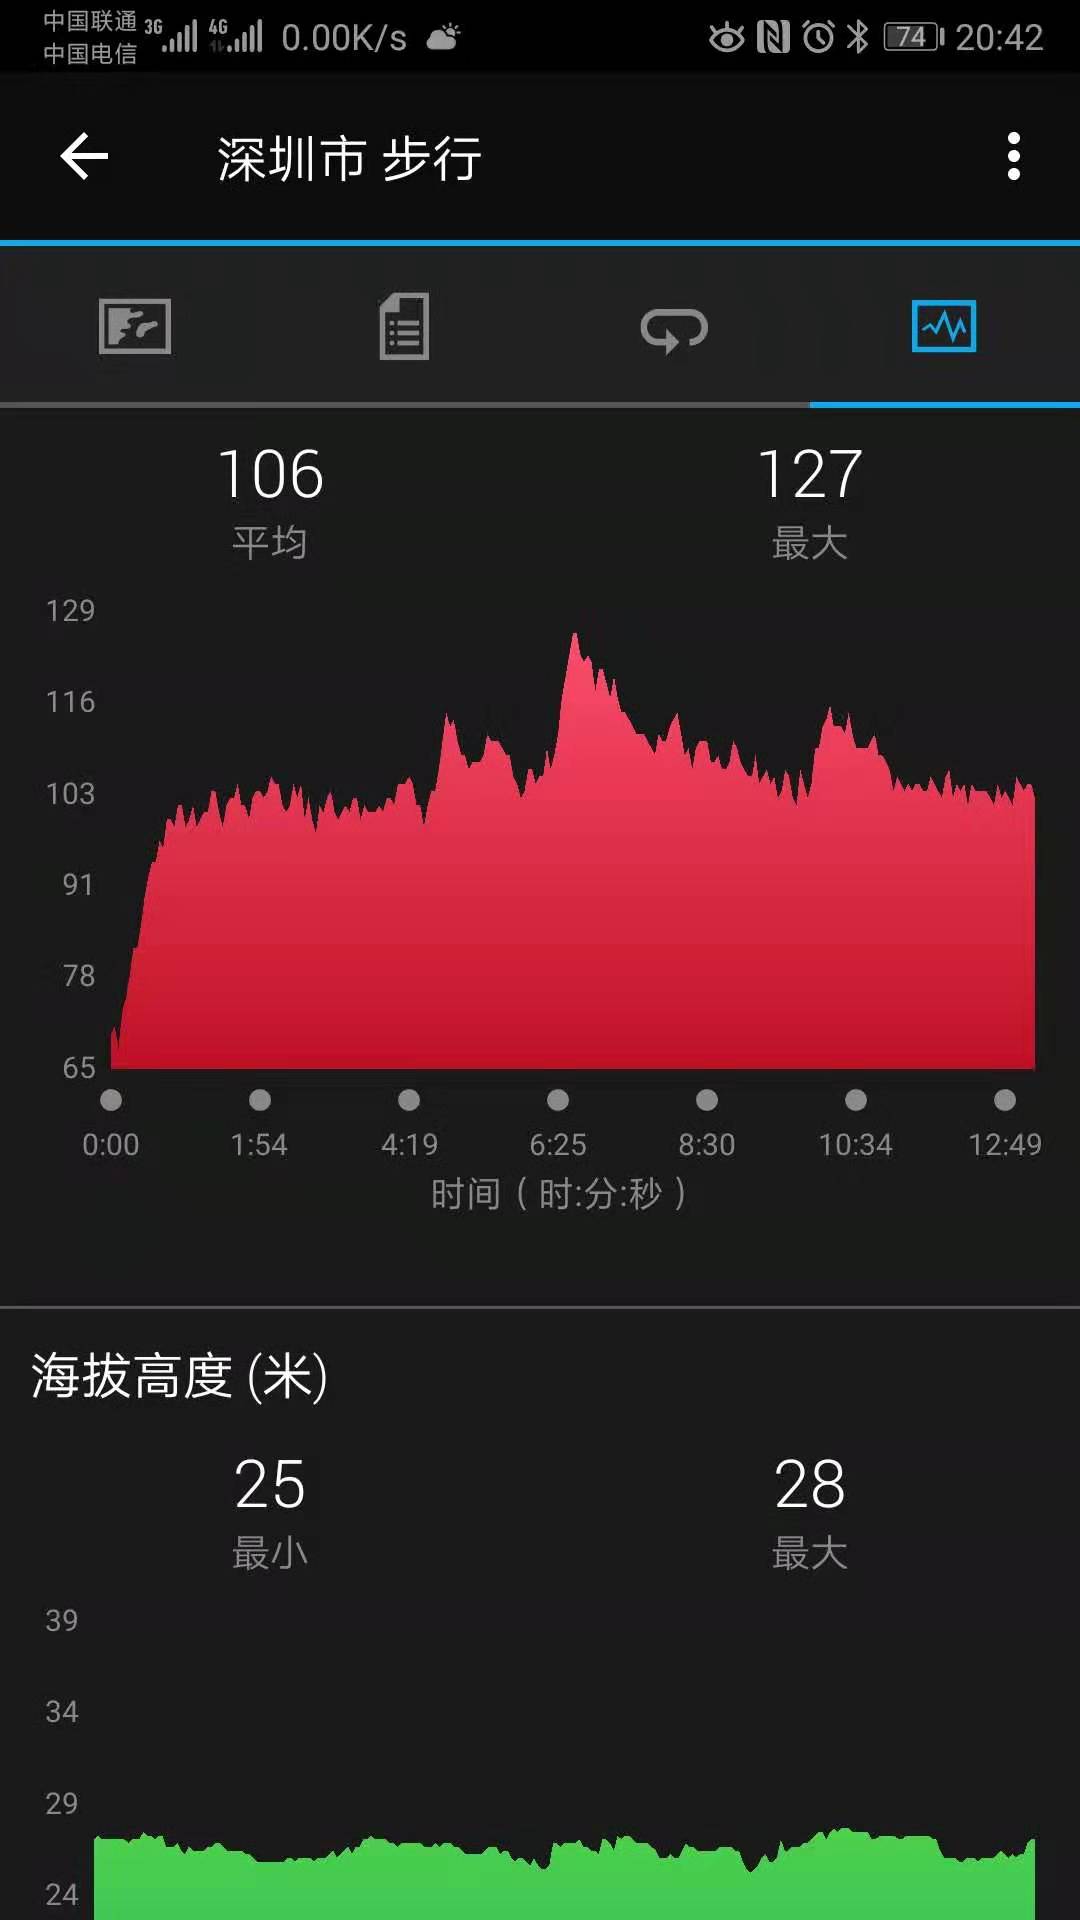 中国联通 3G 4G 0.00K/s 74 20:42
中国电信
深圳市 步行
106 127
平均 最大
129
116
103
91
78
65
0:00 1:54 4:19 6:25 8:30 10:34 12:49
时间（时:分:秒）
海拔高度 (米)
25 28
最小 最大
39
34
29
24